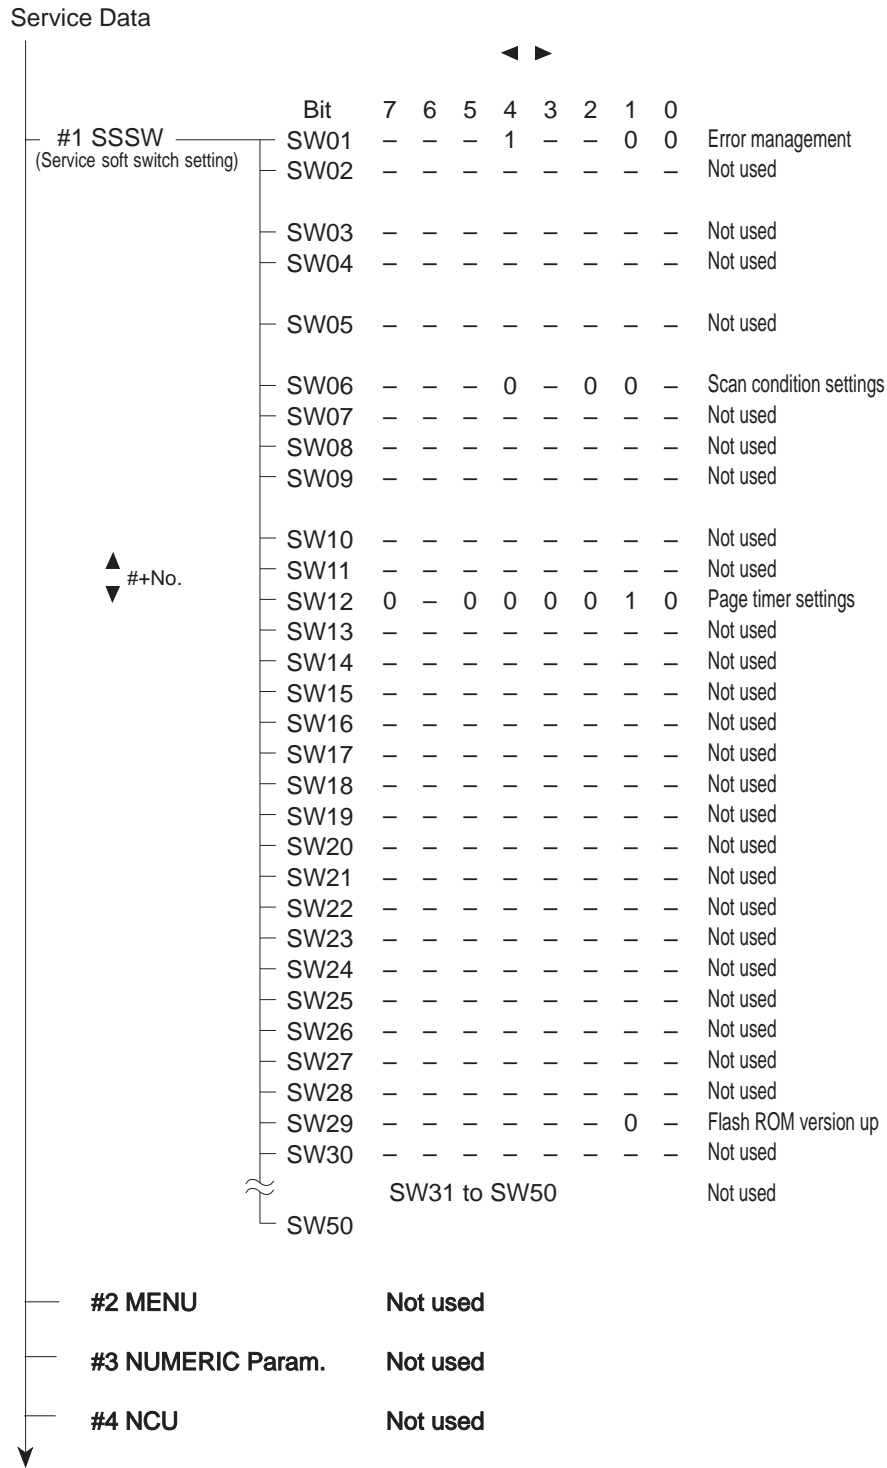 Service Data
◄ ►
Bit 7 6 5 4 3 2 1 0
#1 SSSW SW01 – – – 1 – – 0 0 Error management
(Service soft switch setting)
SW02 – – – – – – – – Not used
SW03 – – – – – – – – Not used
SW04 – – – – – – – – Not used
SW05 – – – – – – – – Not used
SW06 – – – 0 – 0 0 – Scan condition settings
SW07 – – – – – – – – Not used
SW08 – – – – – – – – Not used
SW09 – – – – – – – – Not used
SW10 – – – – – – – – Not used
SW11 – – – – – – – – Not used
▲
▼ #+No.
SW12 0 – 0 0 0 0 1 0 Page timer settings
SW13 – – – – – – – – Not used
SW14 – – – – – – – – Not used
SW15 – – – – – – – – Not used
SW16 – – – – – – – – Not used
SW17 – – – – – – – – Not used
SW18 – – – – – – – – Not used
SW19 – – – – – – – – Not used
SW20 – – – – – – – – Not used
SW21 – – – – – – – – Not used
SW22 – – – – – – – – Not used
SW23 – – – – – – – – Not used
SW24 – – – – – – – – Not used
SW25 – – – – – – – – Not used
SW26 – – – – – – – – Not used
SW27 – – – – – – – – Not used
SW28 – – – – – – – – Not used
SW29 – – – – – – 0 – Flash ROM version up
SW30 – – – – – – – – Not used
SW31 to SW50 Not used
SW50
#2 MENU Not used
#3 NUMERIC Param. Not used
#4 NCU Not used